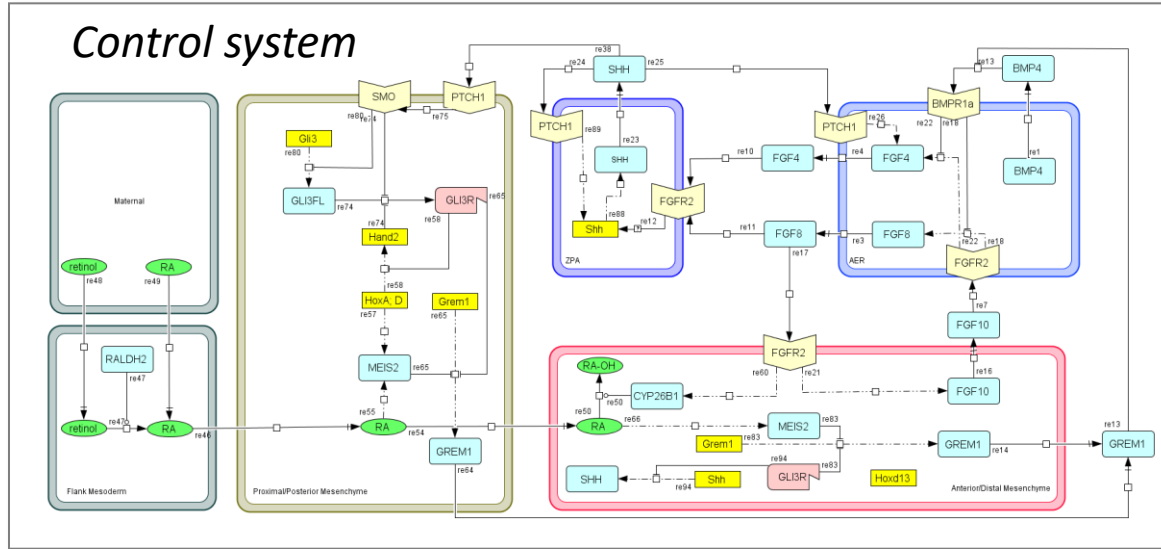 Control system
re38
re24
SHH
re25
re13
BMP4
SMO
PTCH1
BMPR1a
re80
re74
re75
PTCH1
re89
PTCH1
re26
re22
re18
Gli3
re80
re23
re10
FGF4
re4
FGF4
re1
SHH
BMP4
Maternal
GLI3FL
re74
GLI3R
re65
re58
FGFR2
re88
re74
Shh
re12
Hand2
re11
FGF8
re3
FGF8
re22
re18
re17
ZPA
AER
FGFR2
retinol
RA
re48
re49
re58
HoxA; D
Grem1
re57
re65
re7
FGF10
RALDH2
re47
MEIS2
re65
FGFR2
RA-OH
re60
re21
re16
CYP26B1
FGF10
re50
re50
re55
retinol
re47b
RA
re46
RA
re54
RA
re66
MEIS2
re83
re13
Grem1
re83
GREM1
re14
GREM1
GREM1
re64
re94
SHH
re94
Shh
GLI3R
re83
Hoxd13
Flank Mesoderm
Proximal/Posterior Mesenchyme
Anterior/Distal Mesenchyme